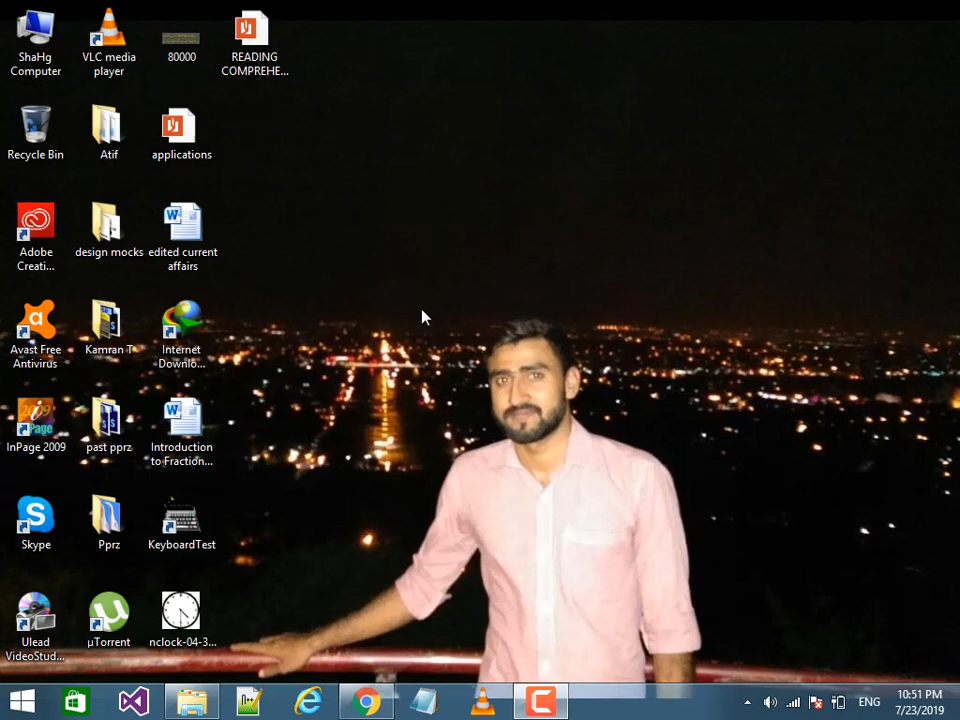 ShaHg
Computer
VLC media
player
80000
READING
COMPREHE...
Recycle Bin
Atif
applications
Adobe
Creati...
design mocks
edited current
affairs
Avast Free
Antivirus
Kamran T
Internet
Downlo...
InPage 2009
past pprz
Introduction
to Fraction...
Skype
Pprz
KeyboardTest
Ulead
VideoStud...
µTorrent
nclock-04-3...
ENG
10:51 PM
7/23/2019